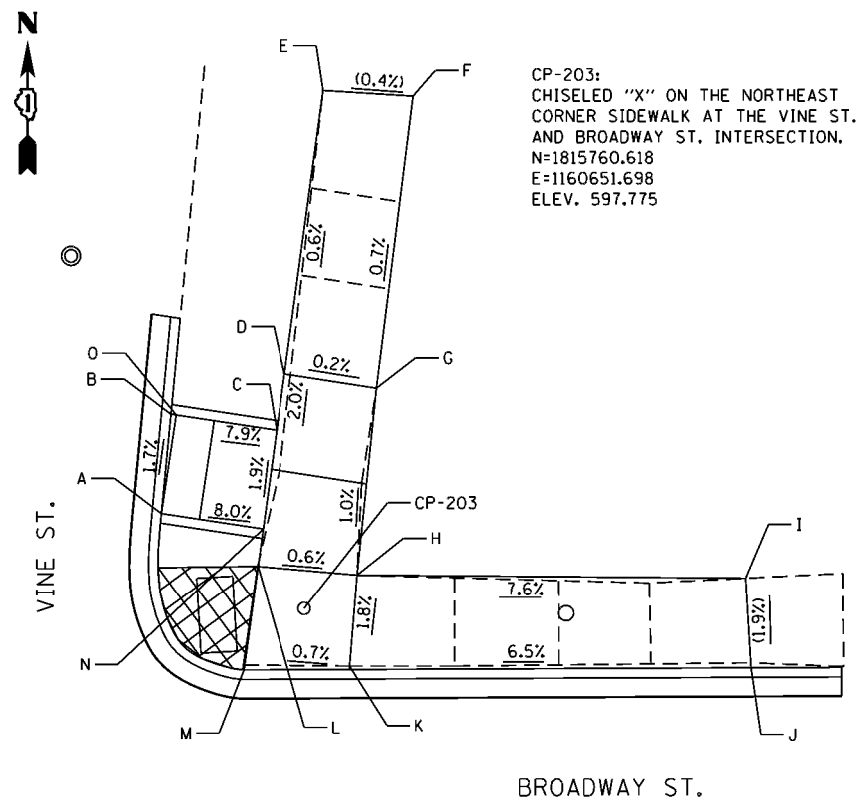 N
1
E
(0.4%)
F
CP-203:
CHISELED "X" ON THE NORTHEAST
CORNER SIDEWALK AT THE VINE ST.
AND BROADWAY ST. INTERSECTION.
N=1815760.618
E=1160651.698
ELEV. 597.775
0.6%
0.7%
D
0.2%
G
O
B
C
2.0%
7.9%
1.7%
1.9%
A
8.0%
1.0%
CP-203
H
I
VINE ST.
0.6%
7.6%
1.8%
(1.9%)
N
0.7%
6.5%
M
L
K
J
BROADWAY ST.